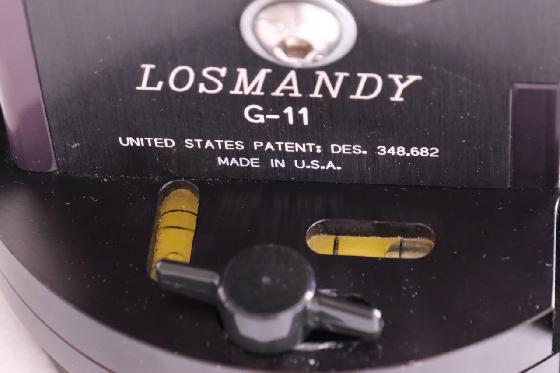 LOSMANDY
G-11
UNITED STATES PATENT: DES. 348.682
MADE IN U.S.A.